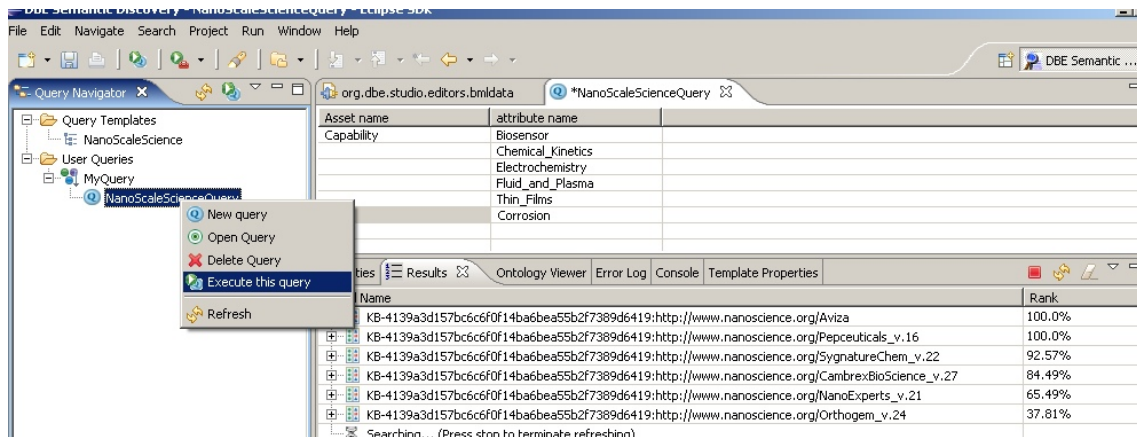 DBE Semantic Discovery - NanoScaleScienceQuery - Eclipse SDK
File Edit Navigate Search Project Run Window Help
DBE Semantic ...
Query Navigator
org.dbe.studio.editors.bmldata *NanoScaleScienceQuery
Query Templates
NanoScaleScience
User Queries
MyQuery
NanoScaleScienceQuery
New query
Open Query
Delete Query
Execute this query
Refresh
Asset name attribute name
Capability Biosensor
Chemical_Kinetics
Electrochemistry
Fluid_and_Plasma
Thin_Films
Corrosion
Results Ontology Viewer Error Log Console Template Properties
Name Rank
KB-4139a3d157bc6c6f0f14ba6bea55b2f7389d6419:http://www.nanoscience.org/Aviza 100.0%
KB-4139a3d157bc6c6f0f14ba6bea55b2f7389d6419:http://www.nanoscience.org/Pepceuticals_v.16 100.0%
KB-4139a3d157bc6c6f0f14ba6bea55b2f7389d6419:http://www.nanoscience.org/SygnatureChem_v.22 92.57%
KB-4139a3d157bc6c6f0f14ba6bea55b2f7389d6419:http://www.nanoscience.org/CambrexBioScience_v.27 84.49%
KB-4139a3d157bc6c6f0f14ba6bea55b2f7389d6419:http://www.nanoscience.org/NanoExperts_v.21 65.49%
KB-4139a3d157bc6c6f0f14ba6bea55b2f7389d6419:http://www.nanoscience.org/Orthogem_v.24 37.81%
Searching... (Press stop to terminate refreshing)